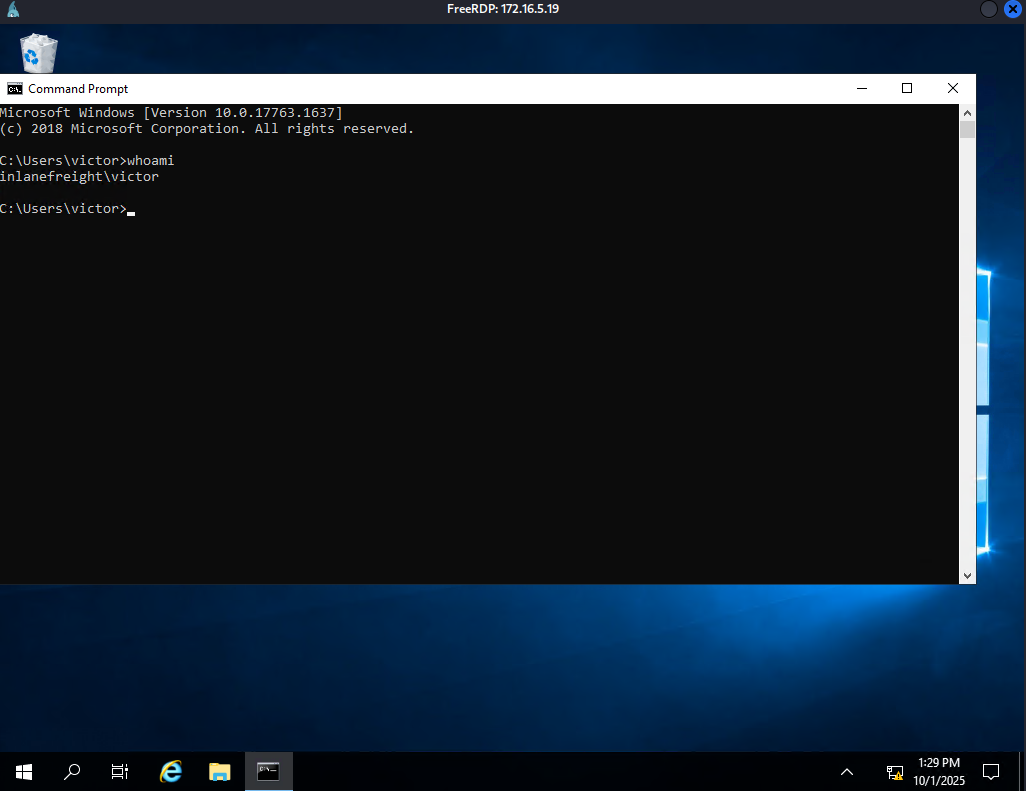 FreeRDP: 172.16.5.19
Command Prompt
Microsoft Windows [Version 10.0.17763.1637]
(c) 2018 Microsoft Corporation. All rights reserved.
C:\Users\victor>whoami
inlanefreight\victor
C:\Users\victor>
1:29 PM
10/1/2025